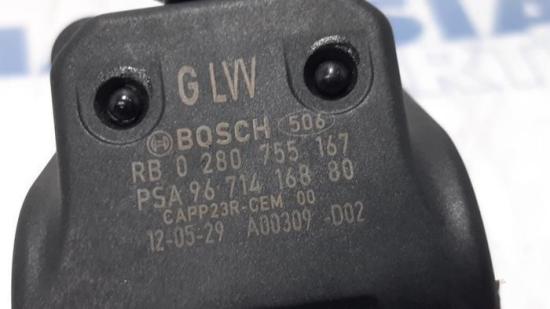 G LVV
BOSCH 506
RB 0 280 755 167
PSA 96 714 168 80
CAPP23R-CEM 00
12-05-29 A00309 -D02